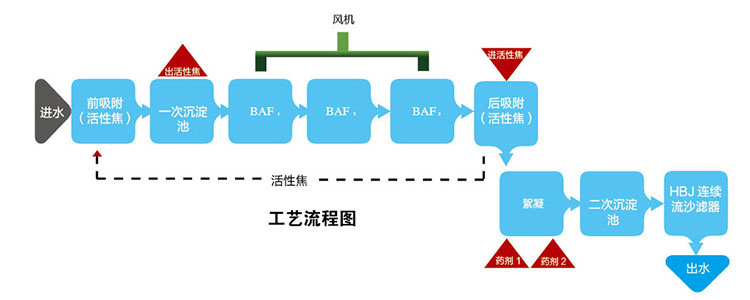 风机
出活性焦
进活性焦
进水
前吸附
（活性焦）
一次沉淀
池
BAF
BAF
BAF
后吸附
（活性焦）
活性焦
工艺流程图
絮凝
二次沉淀
池
HBJ 连续
流沙滤器
药剂 1
药剂 2
出水